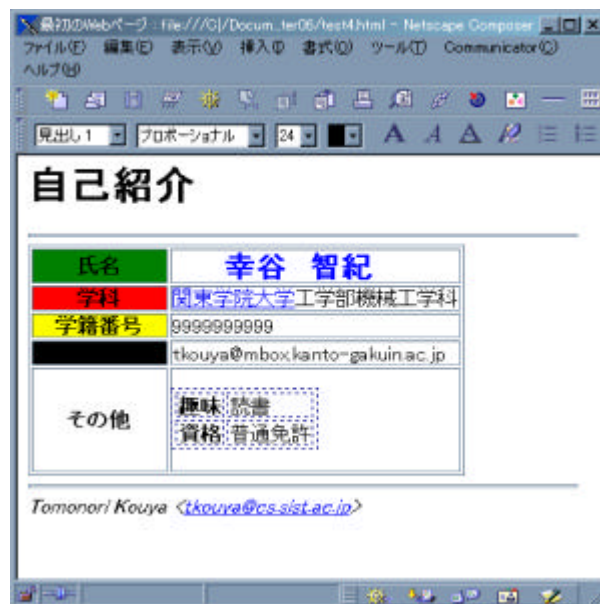 最初のWebページ : file:///C|/Docum...ter06/test4.html - Netscape Composer
ファイル(F) 編集(E) 表示(V) 挿入(I) 書式(O) ツール(T) Communicator(C)
ヘルプ(H)
見出し 1 プロポーショナル 24 A A A
自己紹介
氏名 幸谷 智紀
学科 関東学院大学工学部機械工学科
学籍番号 9999999999
tkouya@mbox.kanto-gakuin.ac.jp
その他
趣味 読書
資格 普通免許
Tomonori Kouya <tkouya@cs.sist.ac.jp>